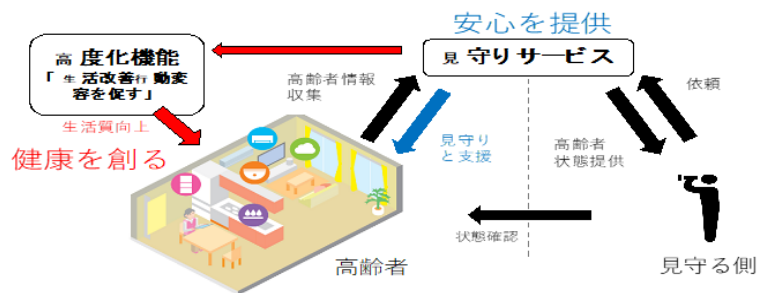 安心を提供
高度化機能
「生活改善行動変
容を促す」
見守りサービス
高齢者情報
収集
依頼
生活質向上
健康を創る
見守り
と支援
高齢者
状態提供
状態確認
高齢者
見守る側